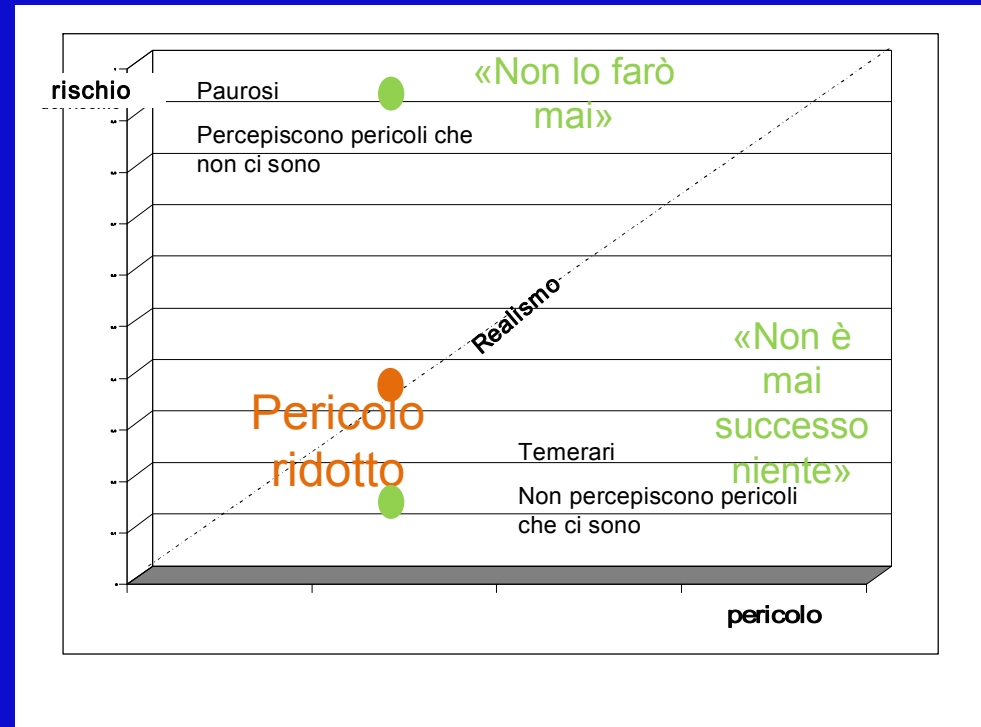 rischio
Paurosi
Percepiscono pericoli che
non ci sono
«Non lo farò
mai»
Realismo
«Non è
mai
successo
niente»
Pericolo
ridotto
Temerari
Non percepiscono pericoli
che ci sono
pericolo